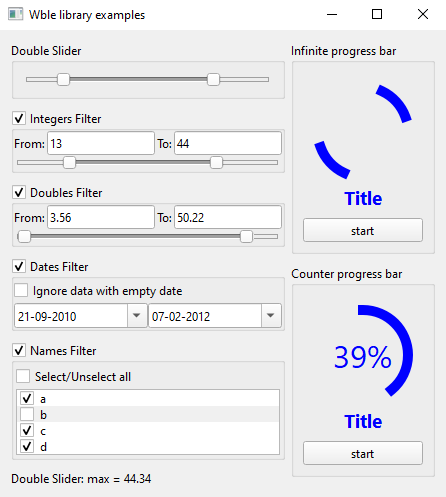 Wble library examples
Double Slider
Integers Filter
From: 13 To: 44
Doubles Filter
From: 3.56 To: 50.22
Dates Filter
Ignore data with empty date
21-09-2010 07-02-2012
Names Filter
Select/Unselect all
a
b
c
d
Double Slider: max = 44.34
Infinite progress bar
Title
start
Counter progress bar
39%
Title
start